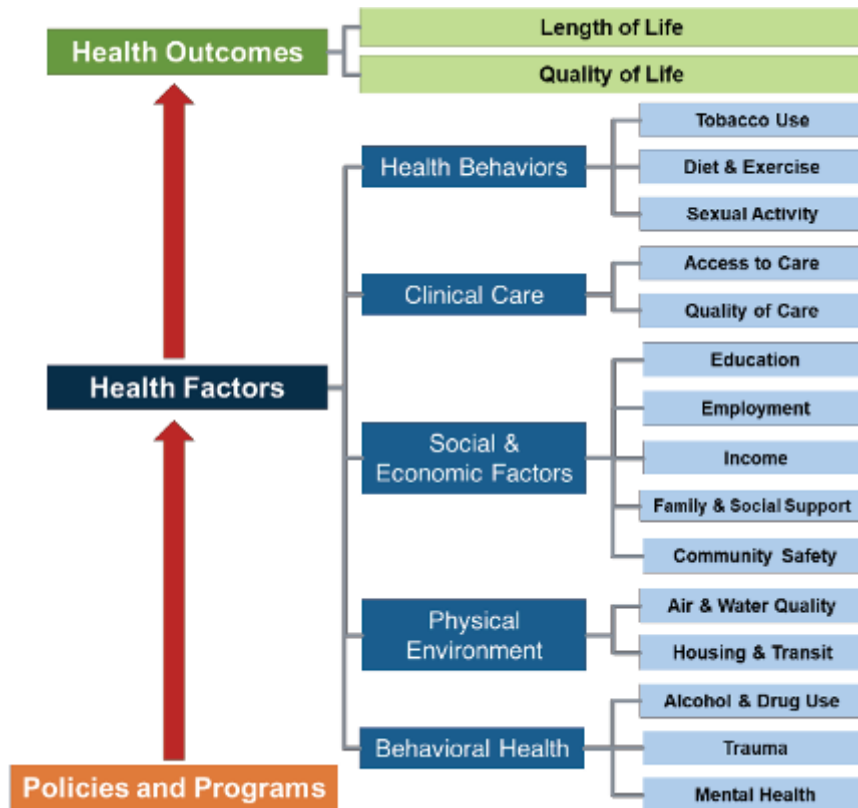 Health Outcomes
Length of Life
Quality of Life
Health Factors
Health Behaviors
Tobacco Use
Diet & Exercise
Sexual Activity
Clinical Care
Access to Care
Quality of Care
Social &
Economic Factors
Education
Employment
Income
Family & Social Support
Community Safety
Physical
Environment
Air & Water Quality
Housing & Transit
Behavioral Health
Alcohol & Drug Use
Trauma
Mental Health
Policies and Programs